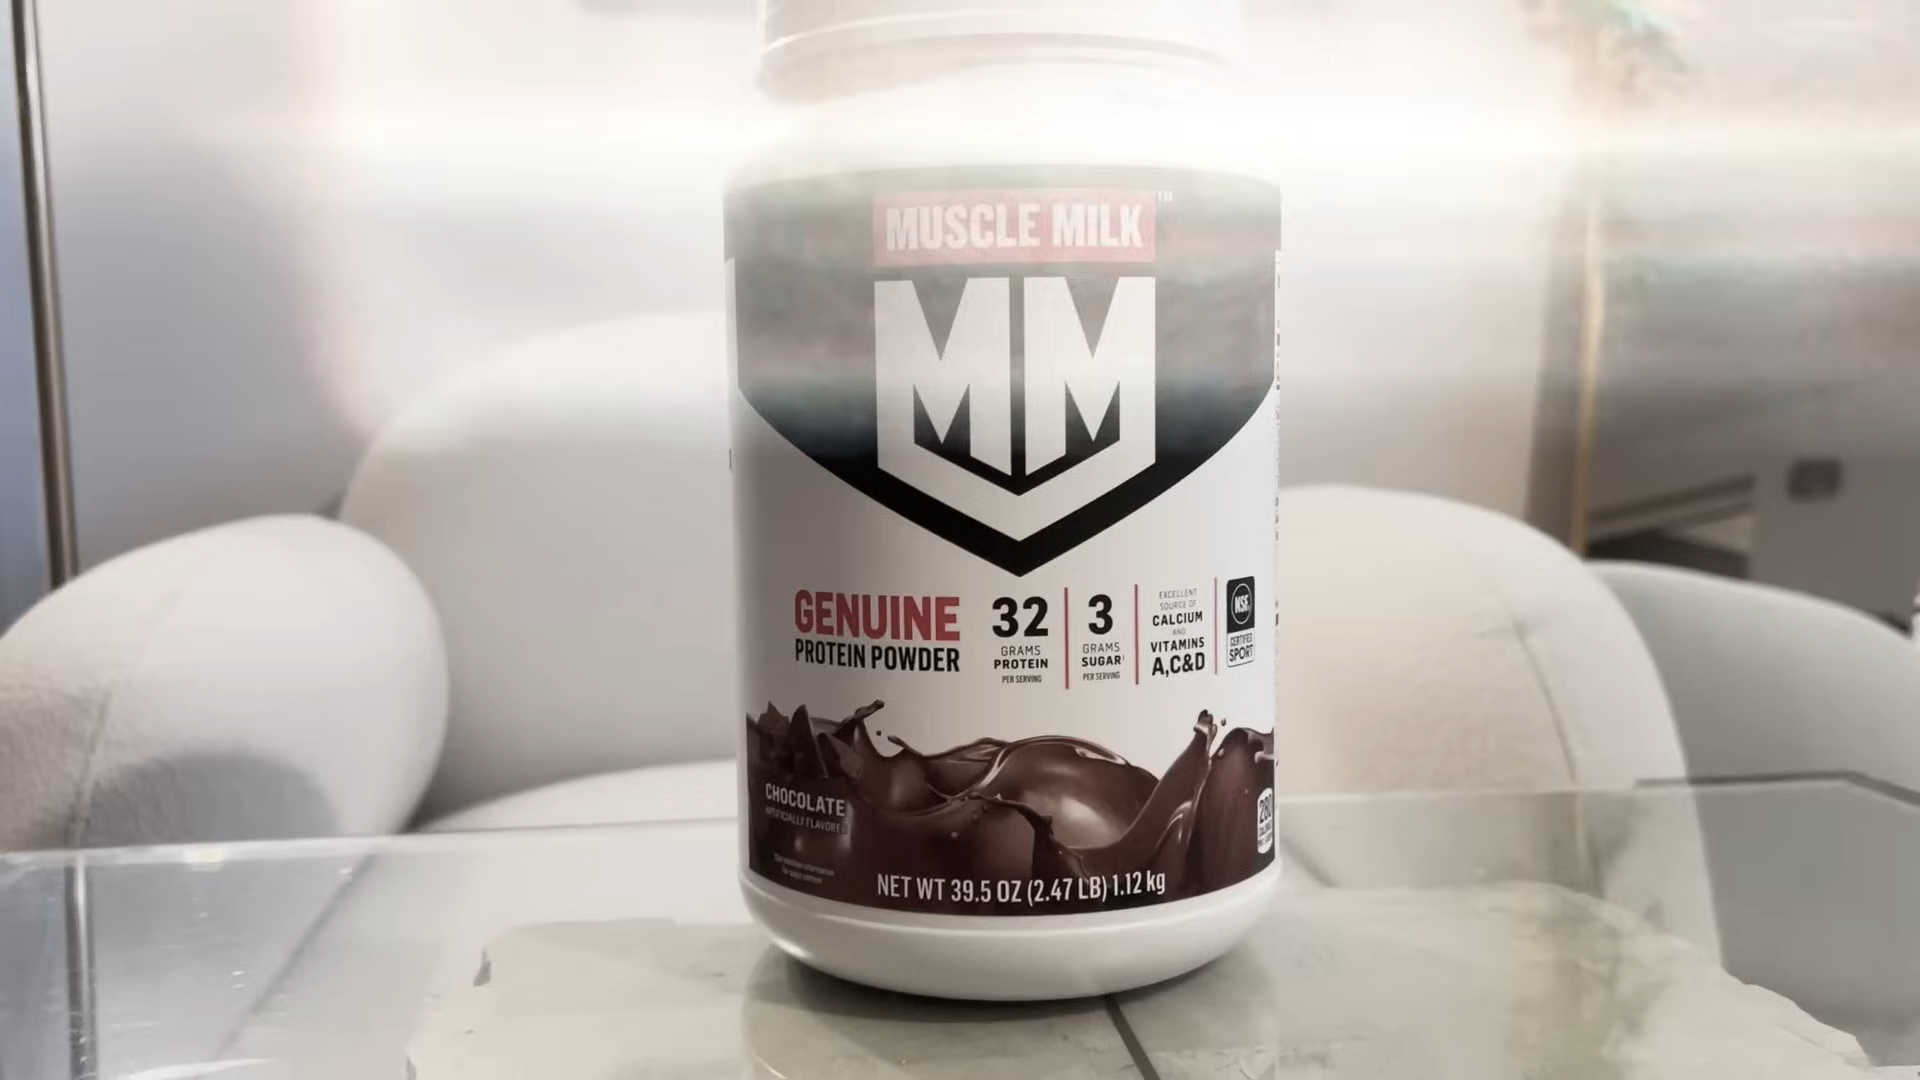 MUSCLE MILK™
MM
GENUINE
PROTEIN POWDER
32
GRAMS
PROTEIN
PER SERVING
3
GRAMS
SUGAR
PER SERVING
EXCELLENT
SOURCE OF
CALCIUM
AND
VITAMINS
A,C&D
NSF
CERTIFIED
SPORT
CHOCOLATE
ARTIFICIALLY FLAVORED
280
NET WT 39.5 OZ (2.47 LB) 1.12 kg